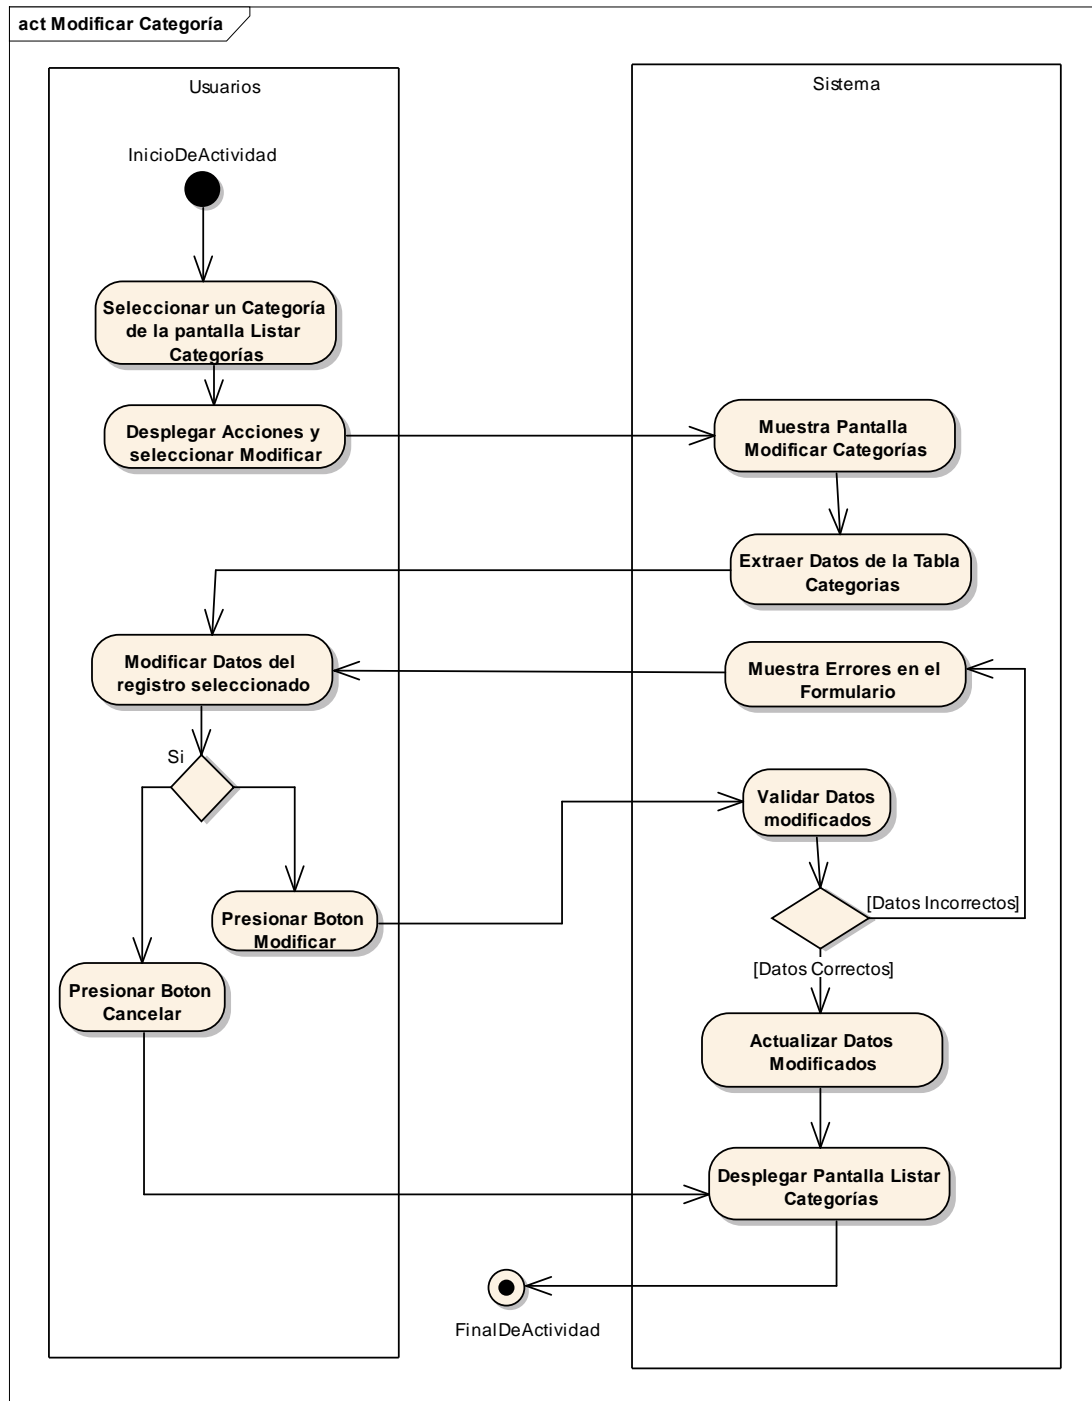 act Modificar Categoría
Usuarios
Sistema
InicioDeActividad
Seleccionar un Categoría
de la pantalla Listar
Categorías
Desplegar Acciones y
seleccionar Modificar
Muestra Pantalla
Modificar Categorías
Extraer Datos de la Tabla
Categorias
Modificar Datos del
registro seleccionado
Muestra Errores en el
Formulario
Si
Validar Datos
modificados
[Datos Incorrectos]
Presionar Boton
Modificar
[Datos Correctos]
Presionar Boton
Cancelar
Actualizar Datos
Modificados
Desplegar Pantalla Listar
Categorías
FinalDeActividad